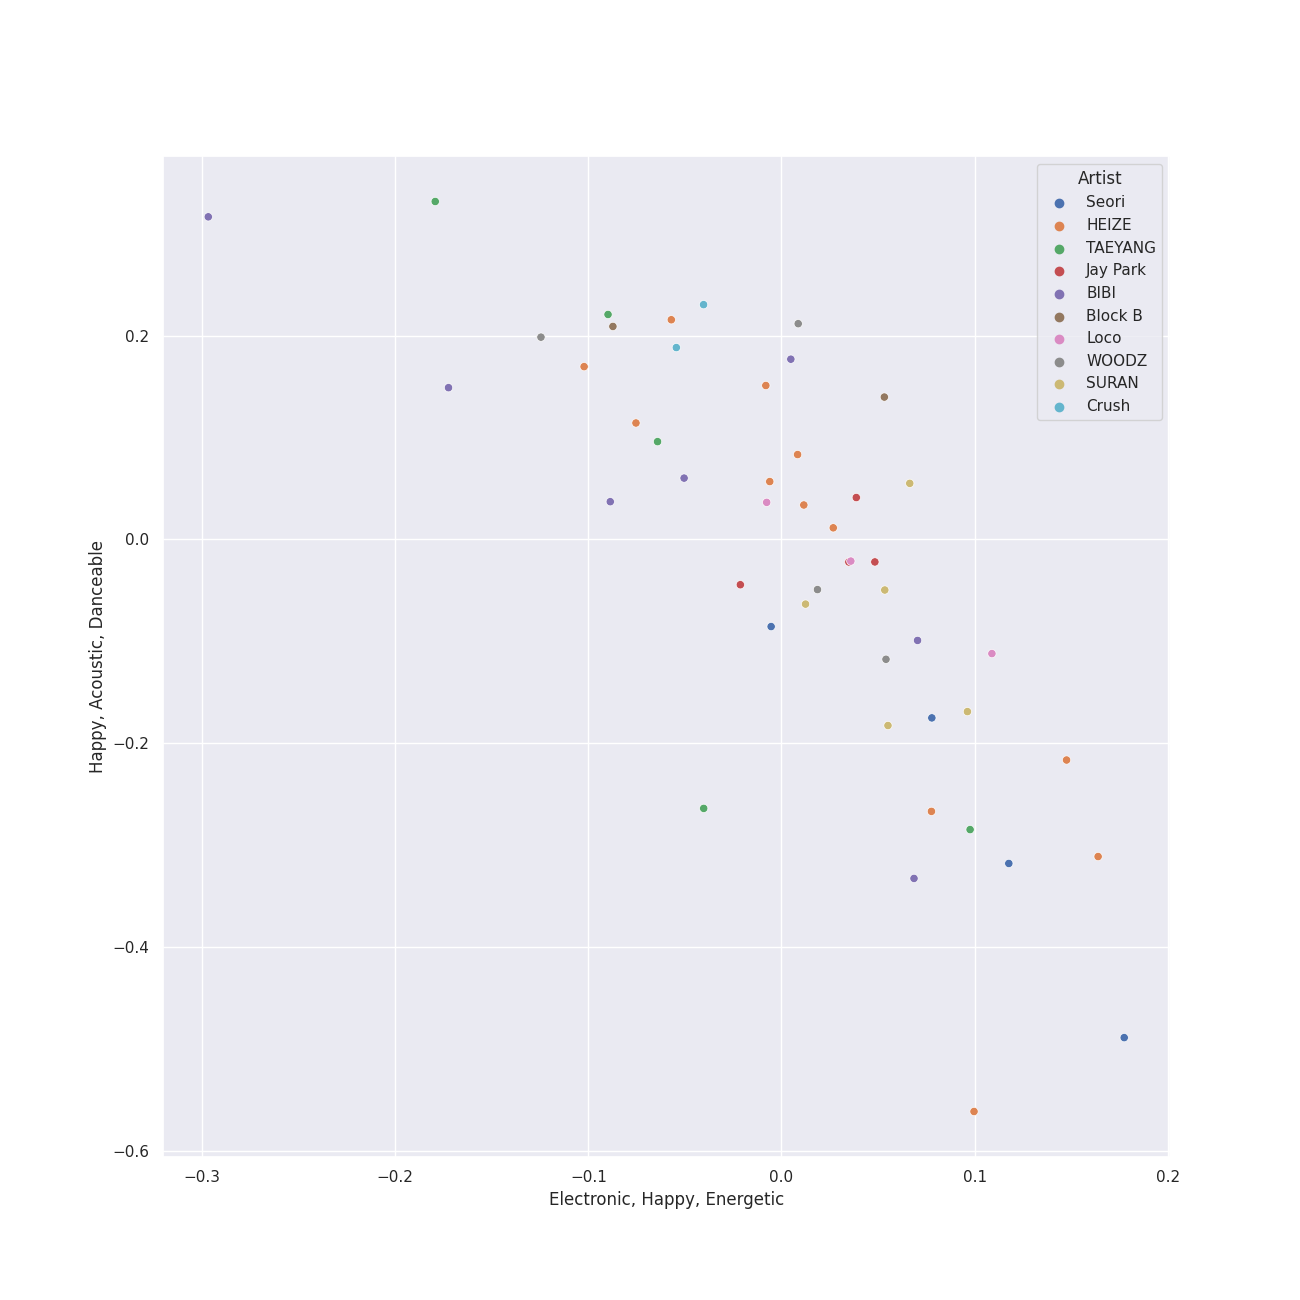 Artist
Seori
HEIZE
TAEYANG
Jay Park
BIBI
Block B
Loco
WOODZ
SURAN
Crush
0.2
0.0
−0.2
−0.4
−0.6
Happy, Acoustic, Danceable
−0.3
−0.2
−0.1
0.0
0.1
0.2
Electronic, Happy, Energetic